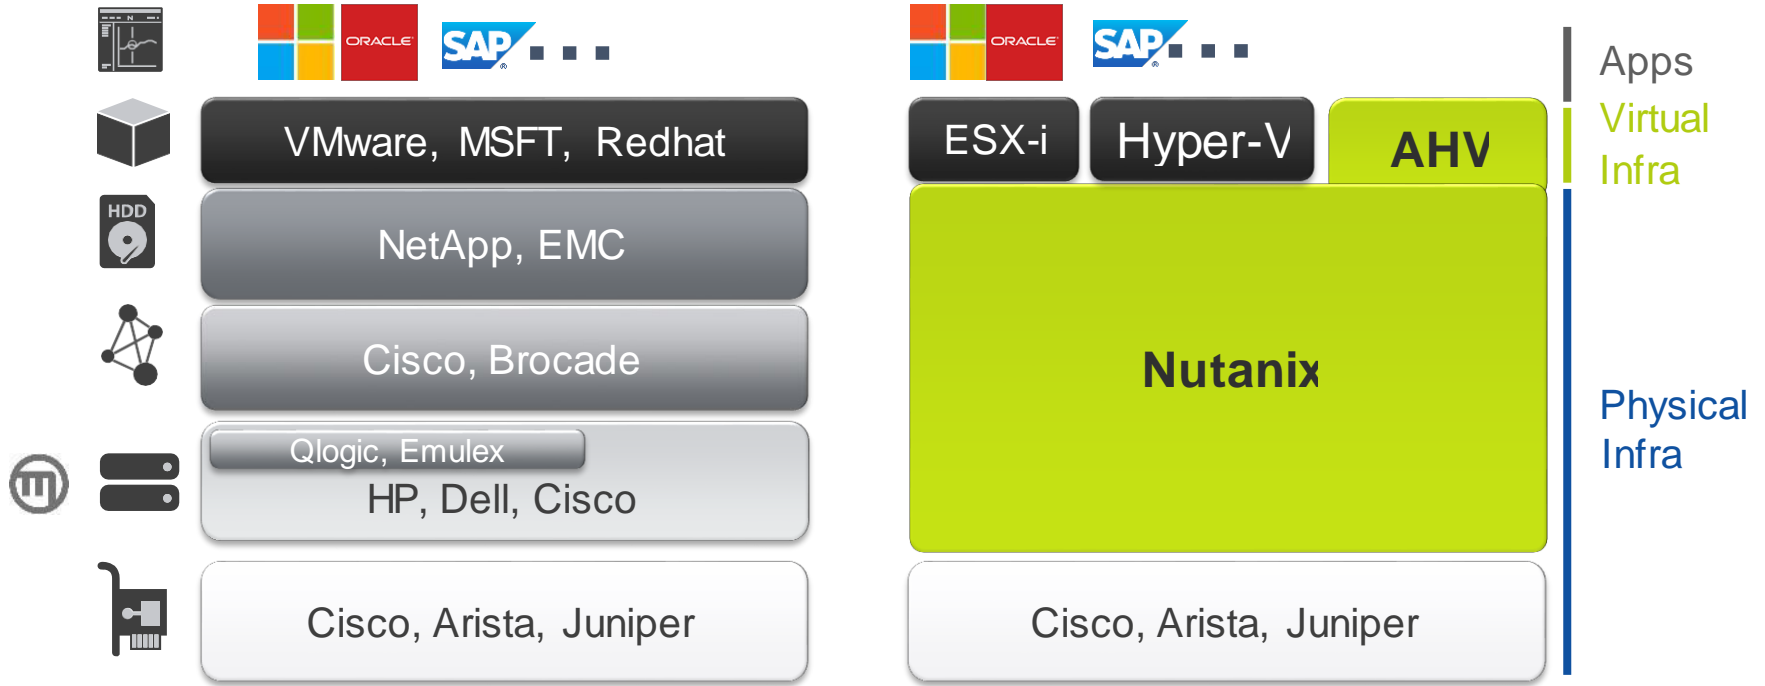 ORACLE
SAP
VMware, MSFT, Redhat
HDD
NetApp, EMC
Cisco, Brocade
Qlogic, Emulex
HP, Dell, Cisco
m
Cisco, Arista, Juniper
ORACLE
SAP
ESX-i
Hyper-V
AHV
Nutanix
Cisco, Arista, Juniper
Apps
Virtual
Infra
Physical
Infra